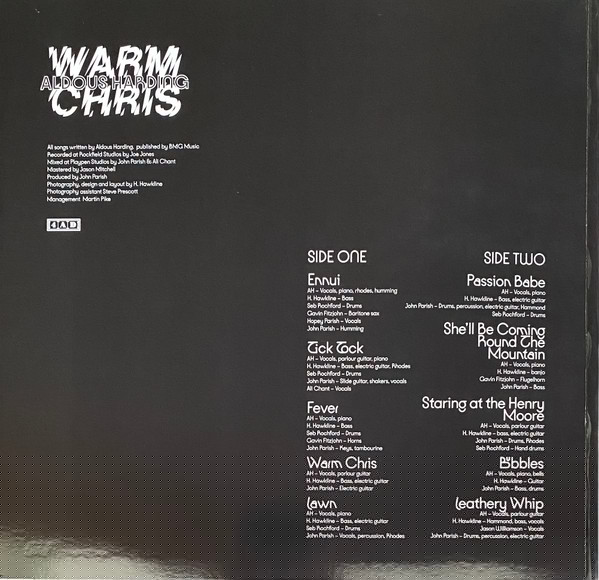 WARM
ALDOUS HARDING
CHRIS
All songs written by Aldous Harding, published by BMG Music
Recorded at Rockfield Studios by Joe Jones
Mixed at Playpen Studios by John Parish & Ali Chant
Mastered by Jason Mitchell
Produced by John Parish
Photography, design and layout by H. Hawkline
Photography assistant Steve Prescott
Management Martin Pike
4AD
SIDE ONE
Ennui
AH – Vocals, piano, rhodes, humming
H. Hawkline – Bass
Seb Rochford – Drums
Gavin Fitzjohn – Baritone sax
Hopey Parish – Vocals
John Parish – Humming
Tick Tock
AH – Vocals, parlour guitar, piano
H. Hawkline – Bass, electric guitar, Rhodes
Seb Rochford – Drums
John Parish – Slide guitar, shakers, vocals
Ali Chant – Vocals
Fever
AH – Vocals, piano
H. Hawkline – Bass
Seb Rochford – Drums
Gavin Fitzjohn – Horns
John Parish – Keys, tambourine
Warm Chris
AH – Vocals, parlour guitar
H. Hawkline – Bass, electric guitar
John Parish – Electric guitar
Lawn
AH – Vocals, piano
H. Hawkline – Bass, electric guitar
Seb Rochford – Drums
John Parish – Vocals, percussion, Rhodes
SIDE TWO
Passion Babe
AH – Vocals, piano
H. Hawkline – Bass, electric guitar
John Parish – Drums, percussion, electric guitar, Hammond
Seb Rochford – Drums
She'll Be Coming
Round The
Mountain
AH – Vocals, piano
H. Hawkline – banjo
Gavin Fitzjohn – Flugelhorn
John Parish – Bass
Staring at the Henry
Moore
AH – Vocals, parlour guitar
H. Hawkline – bass, electric guitar
John Parish – Drums, Rhodes
Seb Rochford – Hand drums
Bubbles
AH – Vocals, piano, bells
H. Hawkline – Guitar
John Parish – Bass, drums
Leathery Whip
AH – Vocals, parlour guitar
H. Hawkline – Hammond, bass, vocals
Jason Williamson – Vocals
John Parish – Drums, percussion, electric guitar